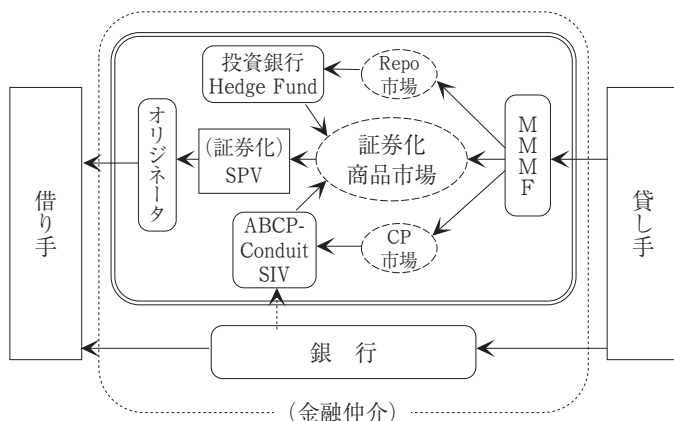 投資銀行
Hedge Fund
Repo
市場
オリジネータ
(証券化)
SPV
証券化
商品市場
MMMF
借り手
貸し手
ABCP-
Conduit
SIV
CP
市場
銀 行
(金融仲介)